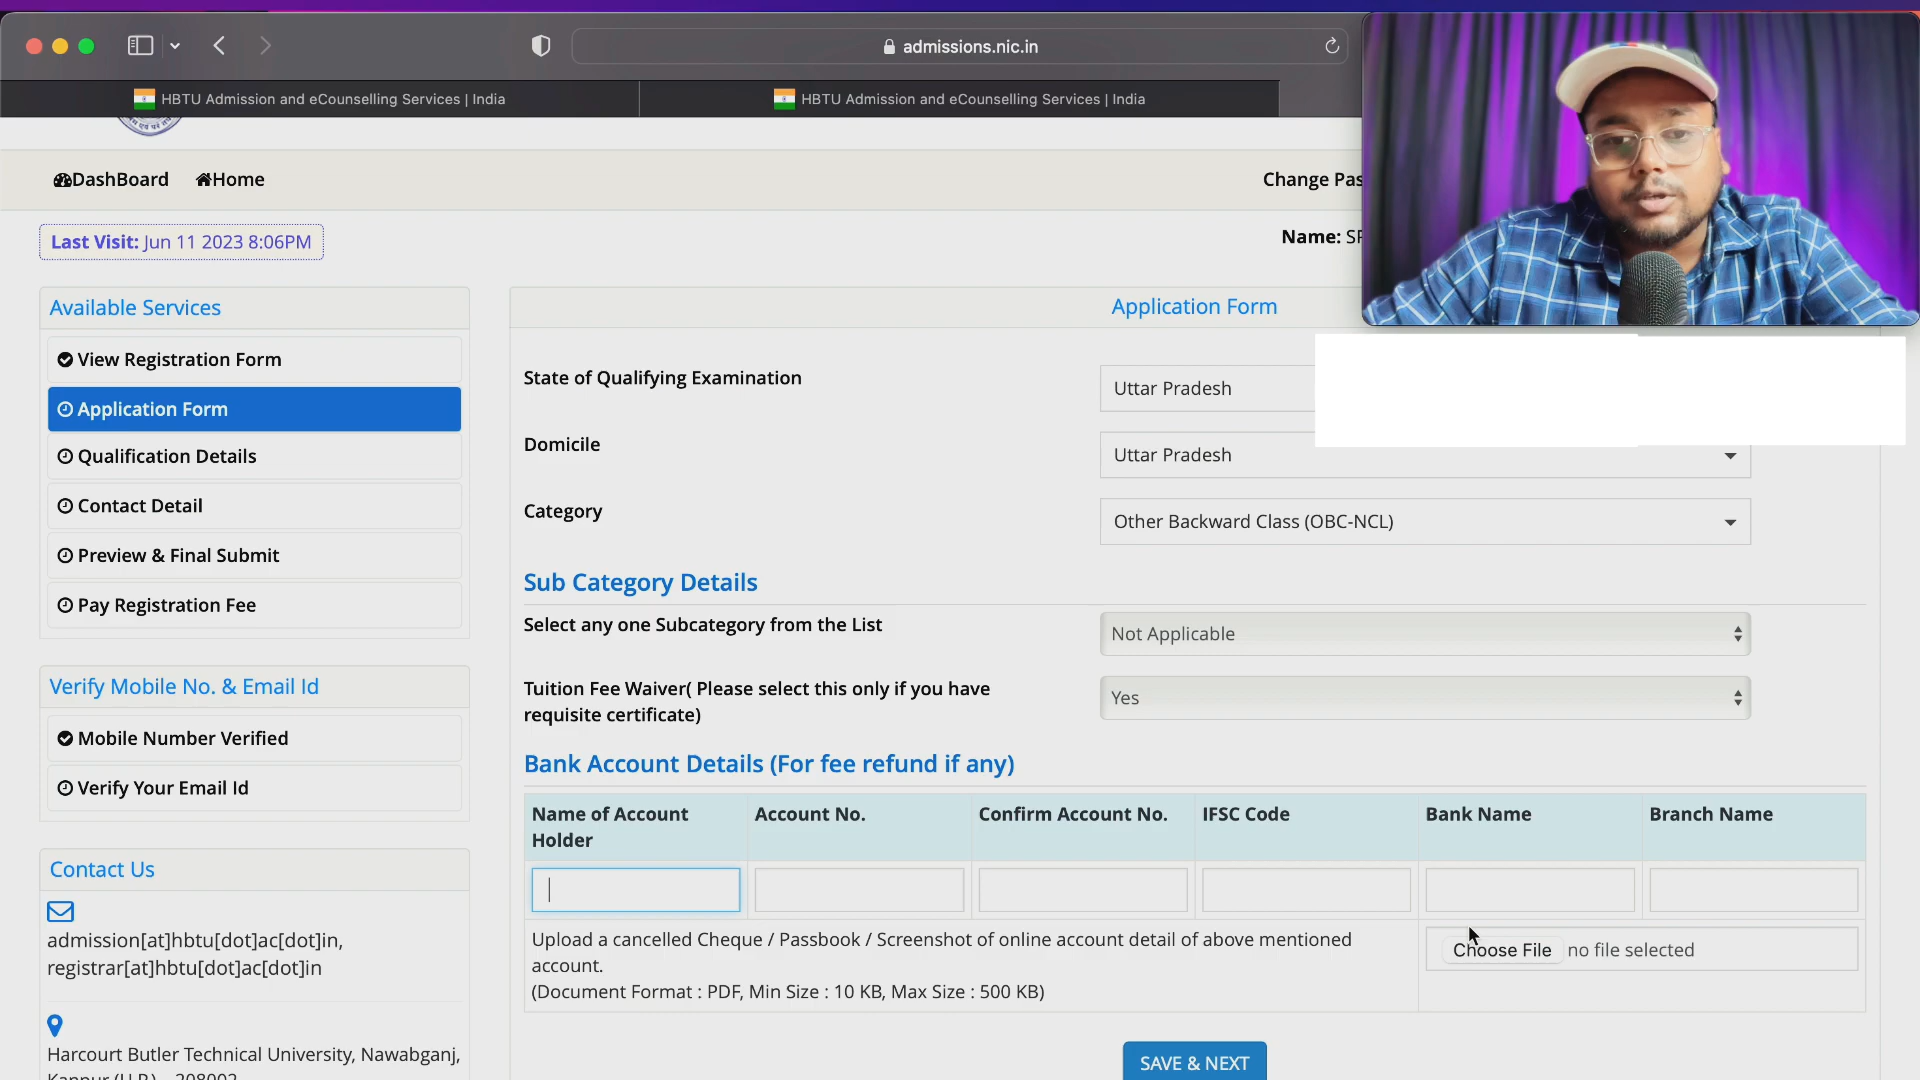 admissions.nic.in
HBTU Admission and eCounselling Services | India
HBTU Admission and eCounselling Services | India
DashBoard
Home
Change Pas
Last Visit: Jun 11 2023 8:06PM
Name:
Available Services
View Registration Form
Application Form
Qualification Details
Contact Detail
Preview & Final Submit
Pay Registration Fee
Verify Mobile No. & Email Id
Mobile Number Verified
Verify Your Email Id
Contact Us
admission[at]hbtu[dot]ac[dot]in,
registrar[at]hbtu[dot]ac[dot]in
Harcourt Butler Technical University, Nawabganj,
Application Form
State of Qualifying Examination
Uttar Pradesh
Domicile
Uttar Pradesh
Category
Other Backward Class (OBC-NCL)
Sub Category Details
Select any one Subcategory from the List
Not Applicable
Tuition Fee Waiver( Please select this only if you have
requisite certificate)
Yes
Bank Account Details (For fee refund if any)
Name of Account
Holder
Account No.
Confirm Account No.
IFSC Code
Bank Name
Branch Name
Upload a cancelled Cheque / Passbook / Screenshot of online account detail of above mentioned
account.
(Document Format : PDF, Min Size : 10 KB, Max Size : 500 KB)
Choose File no file selected
SAVE & NEXT